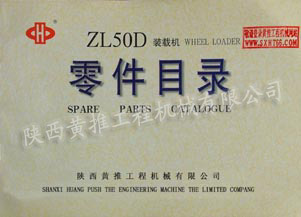 ZL50D 装载机 WHEEL LOADER
零件目录
SPARE PARTS CATALOGUE
陕西黄推工程机械有限公司
陕西黄推工程机械有限公司
SHANXI HUANG PUSH THE ENGINEERING MACHINE THE LIMITED COMPANG